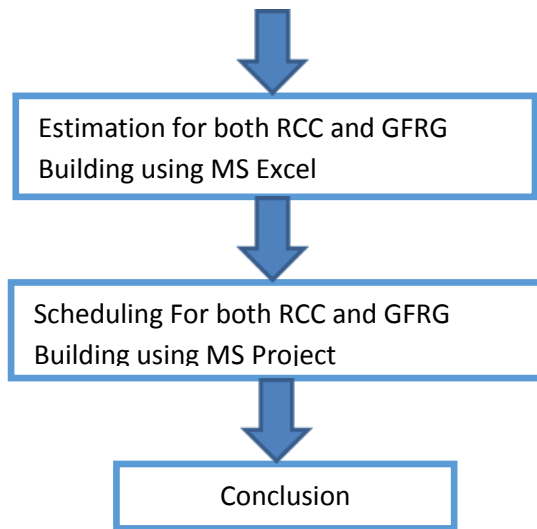 Estimation for both RCC and GFRG
Building using MS Excel
Scheduling For both RCC and GFRG
Building using MS Project
Conclusion